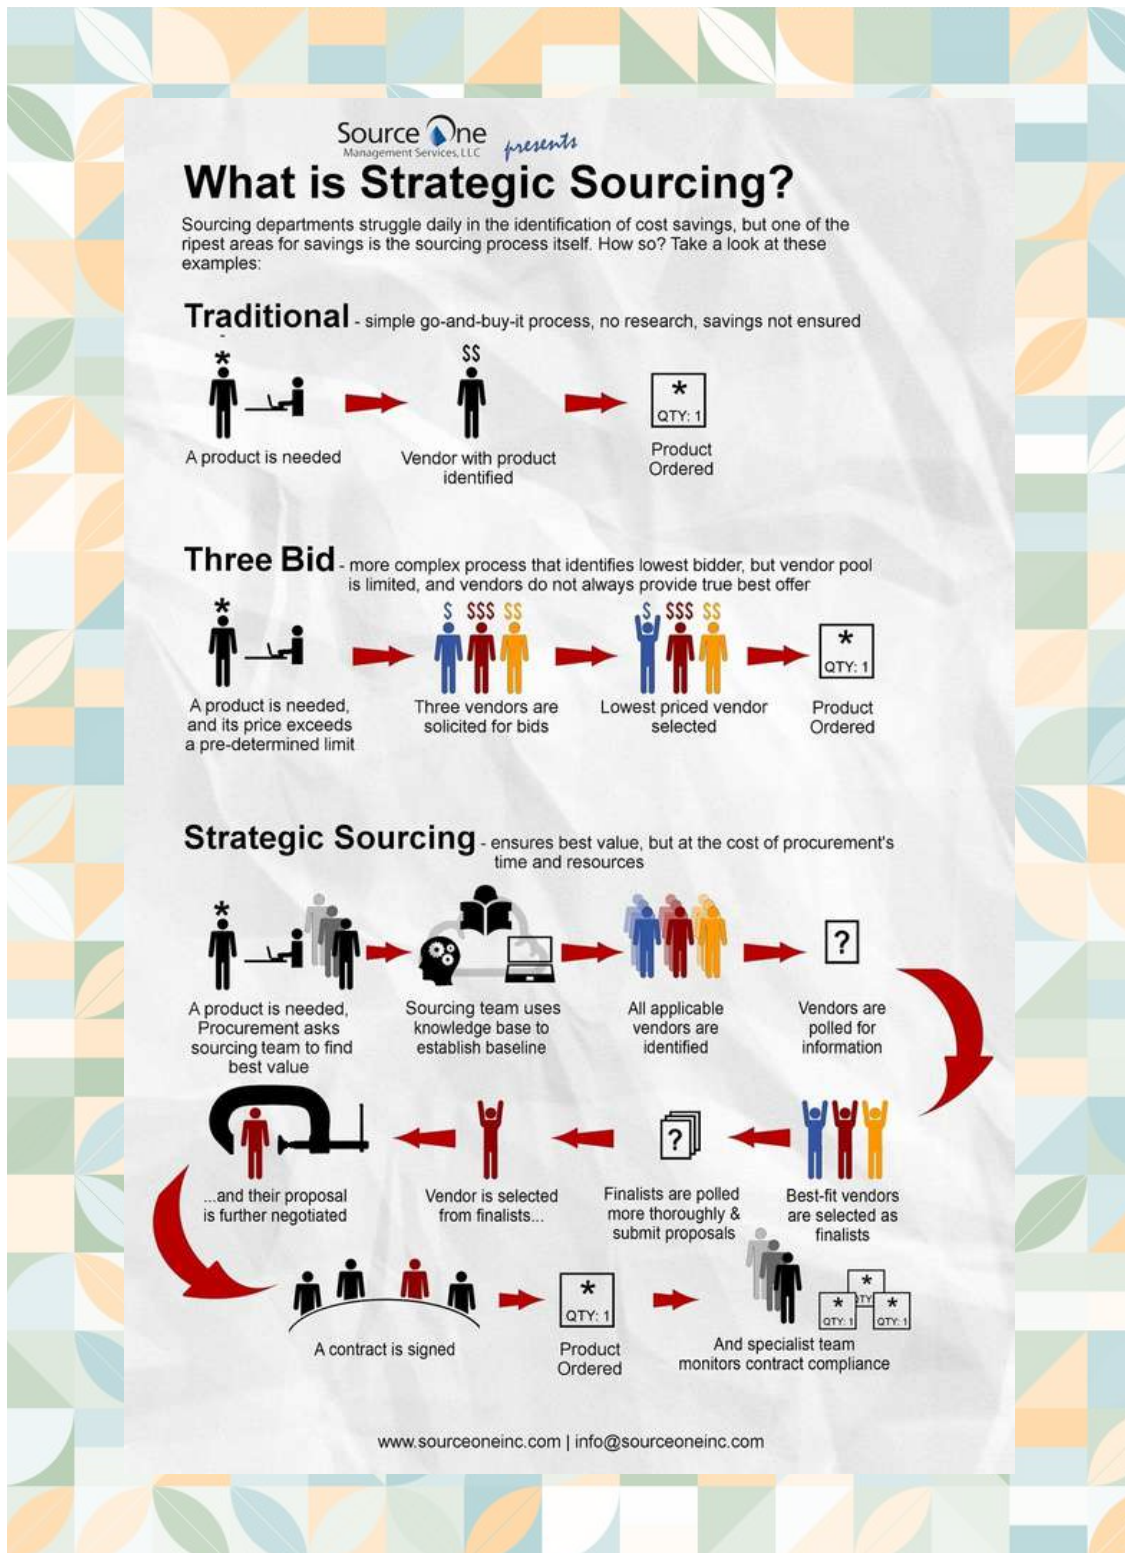 Source One
Management Services, LLC
presents
What is Strategic Sourcing?
Sourcing departments struggle daily in the identification of cost savings, but one of the
ripest areas for savings is the sourcing process itself. How so? Take a look at these
examples:
Traditional - simple go-and-buy-it process, no research, savings not ensured
*
$$
*
QTY: 1
A product is needed
Vendor with product
identified
Product
Ordered
Three Bid - more complex process that identifies lowest bidder, but vendor pool
is limited, and vendors do not always provide true best offer
*
$ $$$ $$
$ $$$ $$
*
QTY: 1
A product is needed,
and its price exceeds
a pre-determined limit
Three vendors are
solicited for bids
Lowest priced vendor
selected
Product
Ordered
Strategic Sourcing - ensures best value, but at the cost of procurement's
time and resources
*
?
A product is needed,
Procurement asks
sourcing team to find
best value
Sourcing team uses
knowledge base to
establish baseline
All applicable
vendors are
identified
Vendors are
polled for
information
Best-fit vendors
are selected as
finalists
?
Finalists are polled
more thoroughly &
submit proposals
Vendor is selected
from finalists...
...and their proposal
is further negotiated
A contract is signed
*
QTY: 1
Product
Ordered
*
QTY
*
QTY: 1
*
QTY: 1
And specialist team
monitors contract compliance
www.sourceoneinc.com | info@sourceoneinc.com